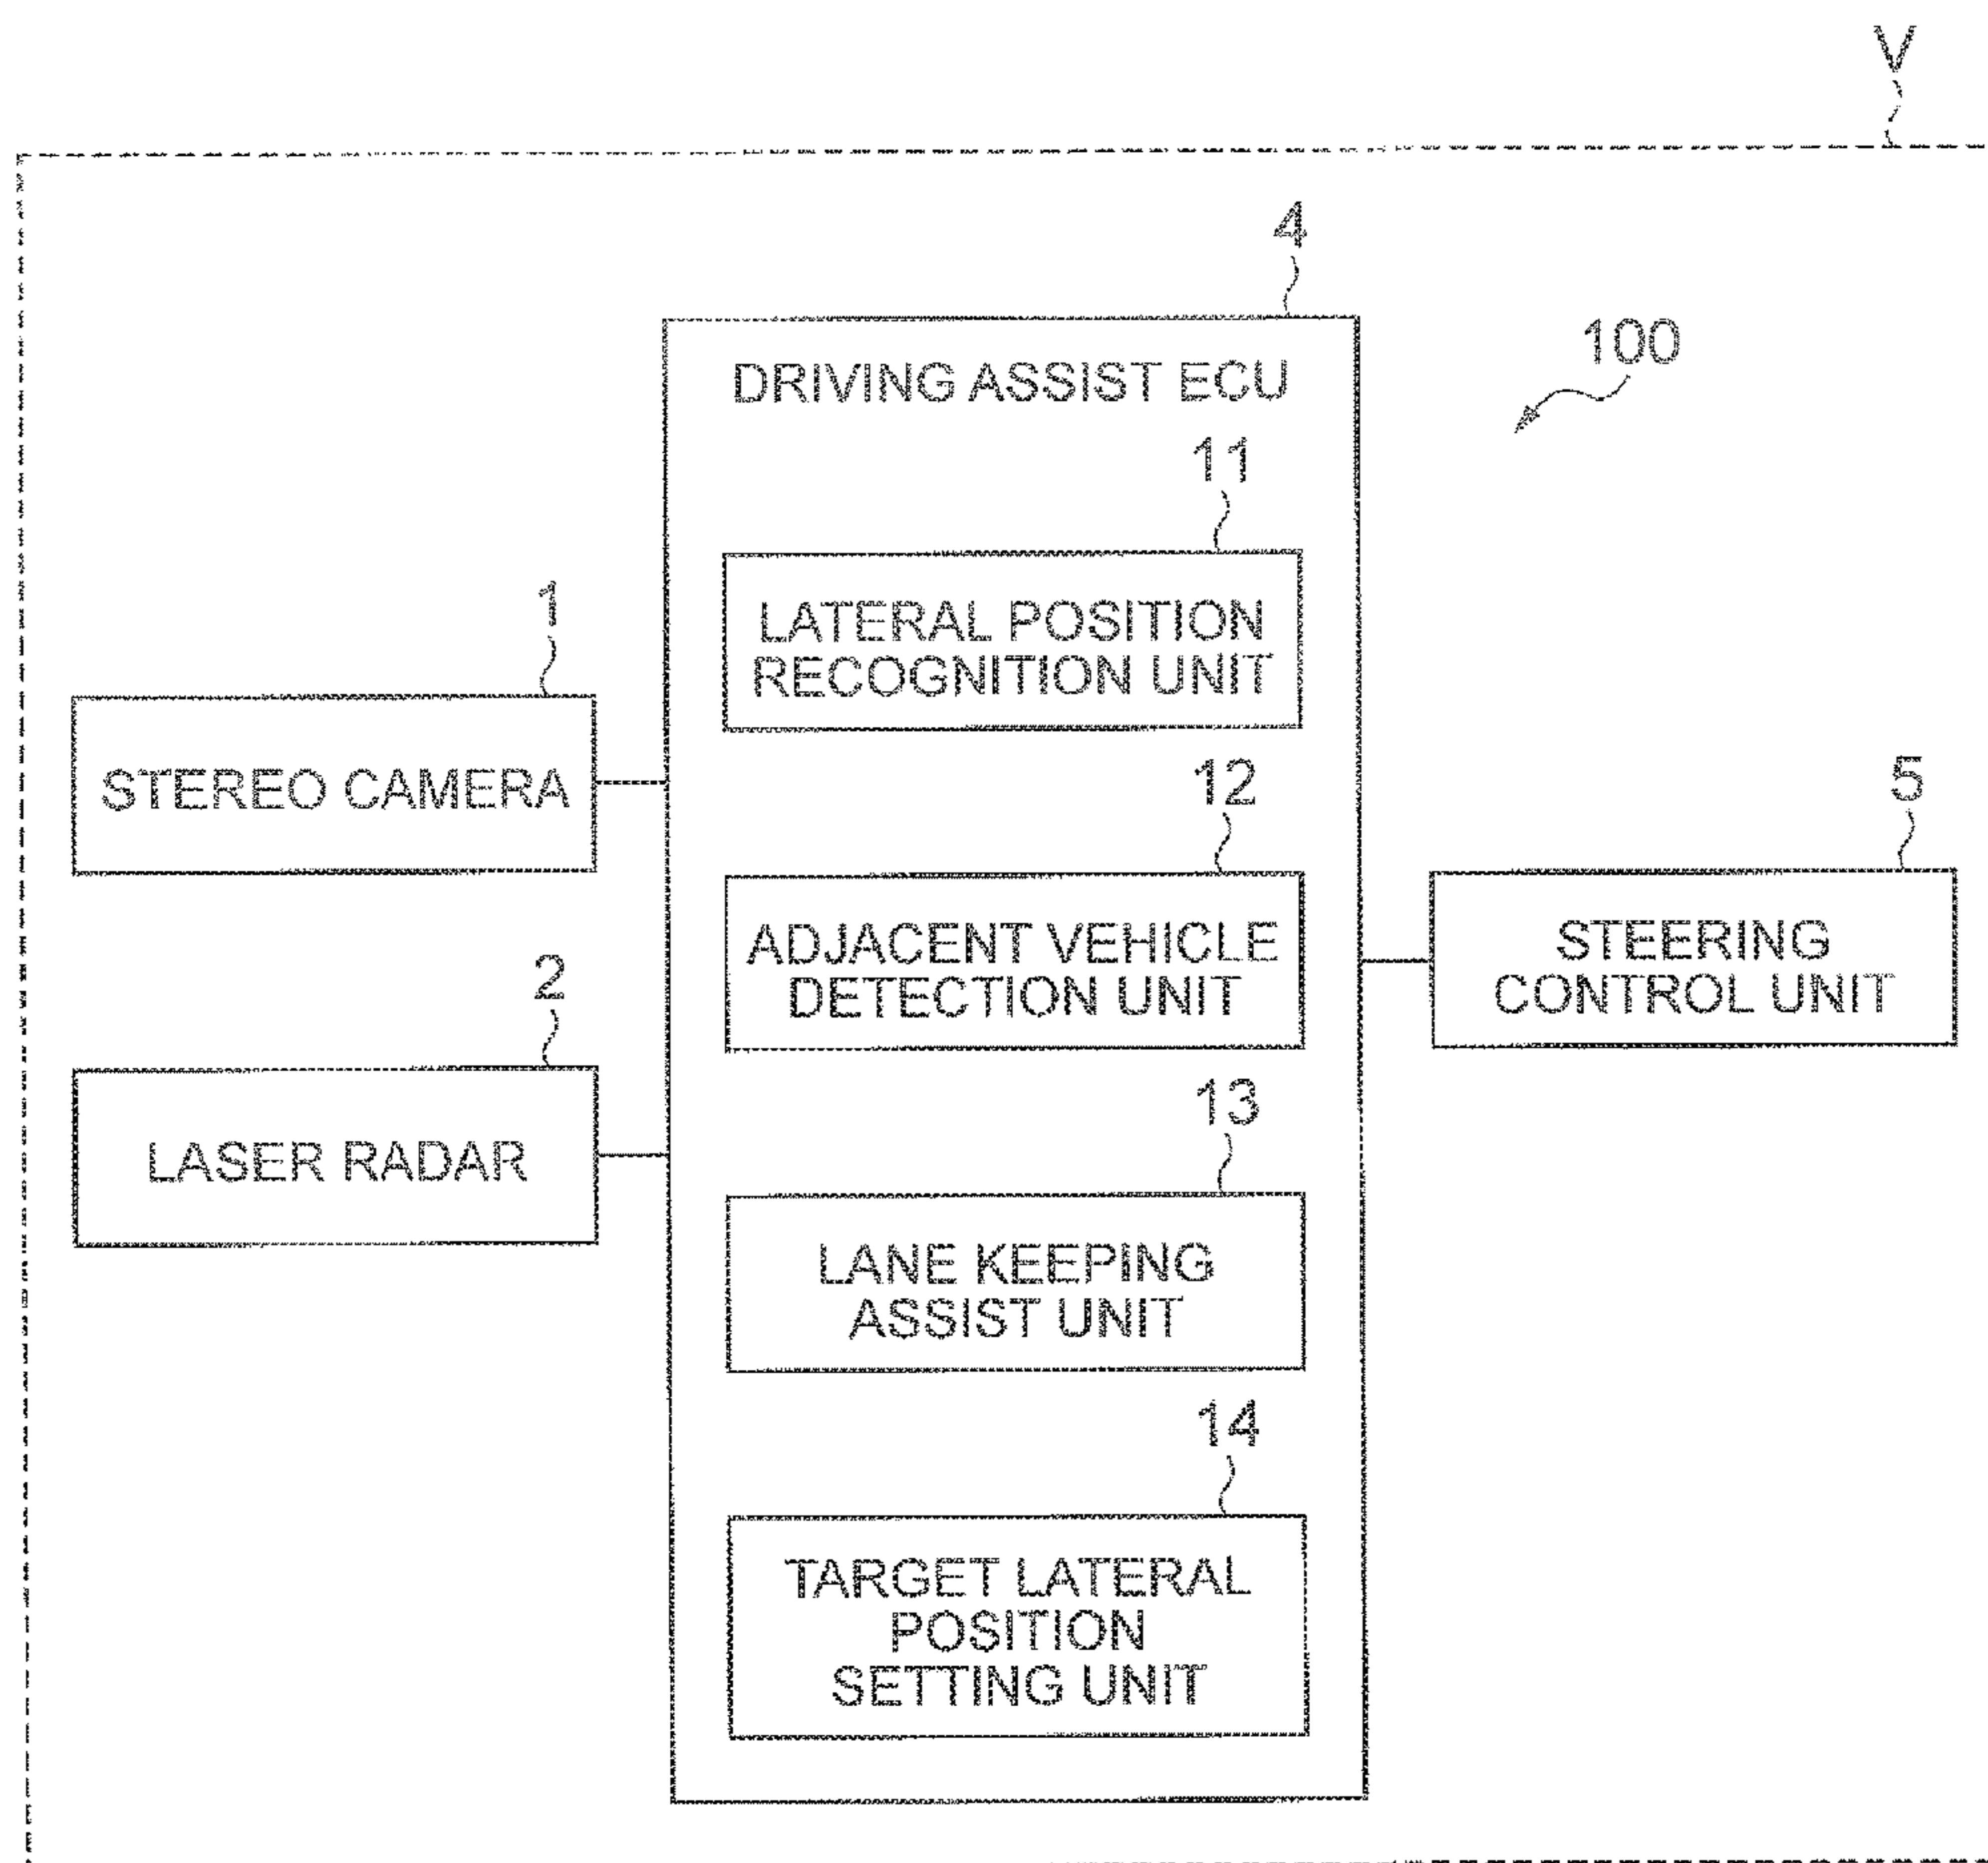 V
4
100
DRIVING ASSIST ECU
11
LATERAL POSITION
RECOGNITION UNIT
1
STEREO CAMERA
12
ADJACENT VEHICLE
DETECTION UNIT
5
STEERING
CONTROL UNIT
2
LASER RADAR
13
LANE KEEPING
ASSIST UNIT
14
TARGET LATERAL
POSITION
SETTING UNIT